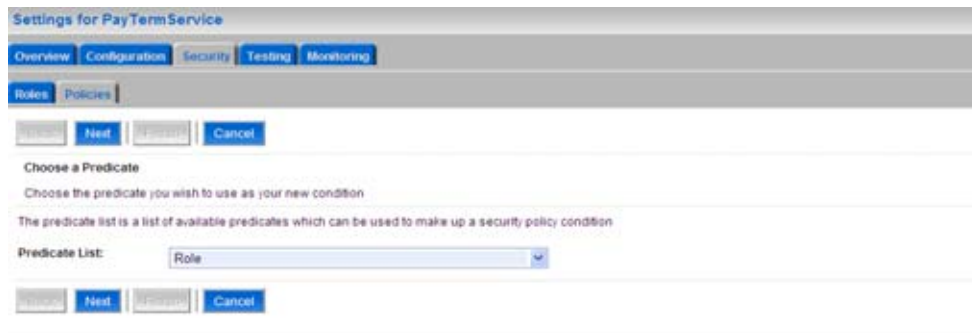 Settings for PayTermService
Overview Configuration Security Testing Monitoring
Roles Policies
Next Cancel
Choose a Predicate
Choose the predicate you wish to use as your new condition
The predicate list is a list of available predicates which can be used to make up a security policy condition
Predicate List: Role
Next Cancel